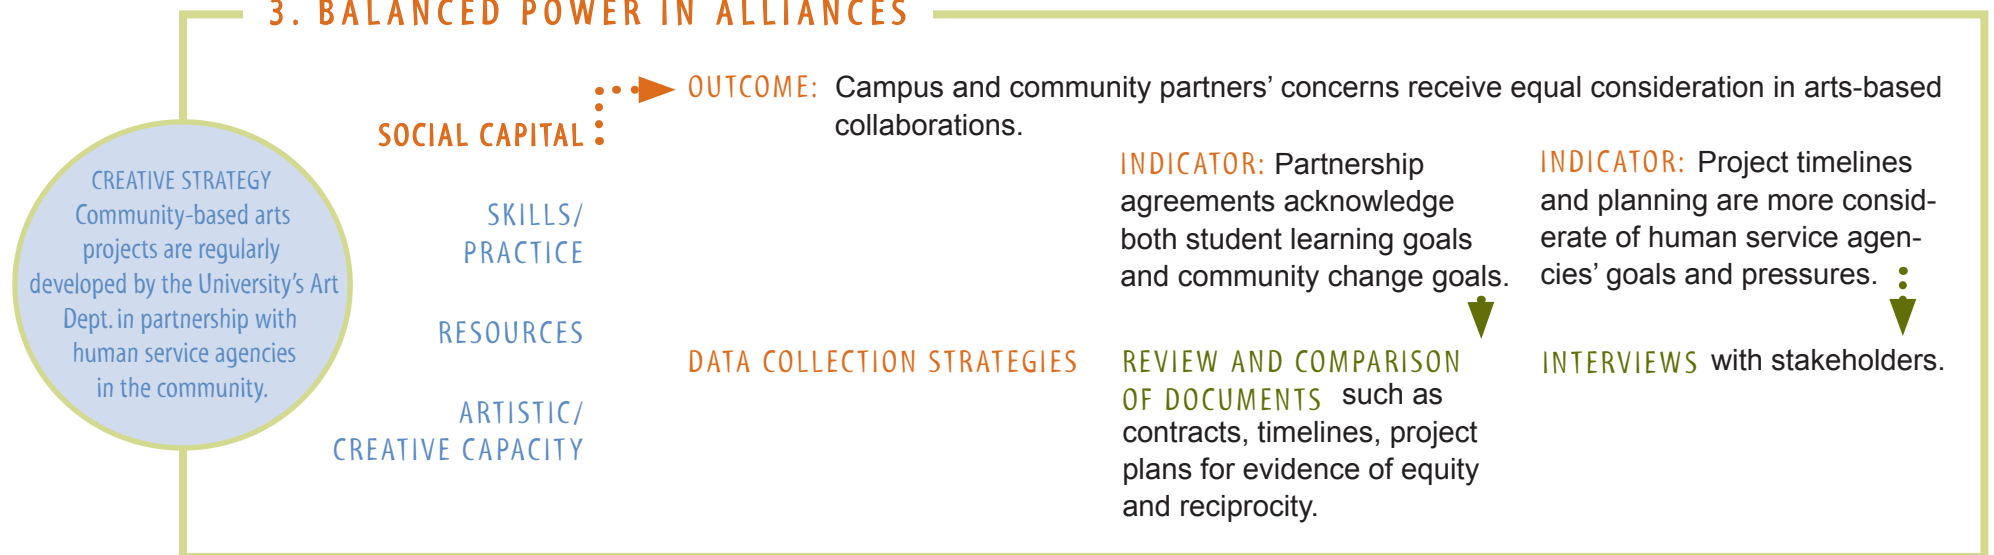 3. BALANCED POWER IN ALLIANCES
CREATIVE STRATEGY
Community-based arts
projects are regularly
developed by the University's Art
Dept. in partnership with
human service agencies
in the community.
SOCIAL CAPITAL
SKILLS/
PRACTICE
RESOURCES
ARTISTIC/
CREATIVE CAPACITY
OUTCOME: Campus and community partners' concerns receive equal consideration in arts-based
collaborations.
INDICATOR: Partnership
agreements acknowledge
both student learning goals
and community change goals.
INDICATOR: Project timelines
and planning are more consid-
erate of human service agen-
cies' goals and pressures.
DATA COLLECTION STRATEGIES
REVIEW AND COMPARISON
OF DOCUMENTS such as
contracts, timelines, project
plans for evidence of equity
and reciprocity.
INTERVIEWS with stakeholders.